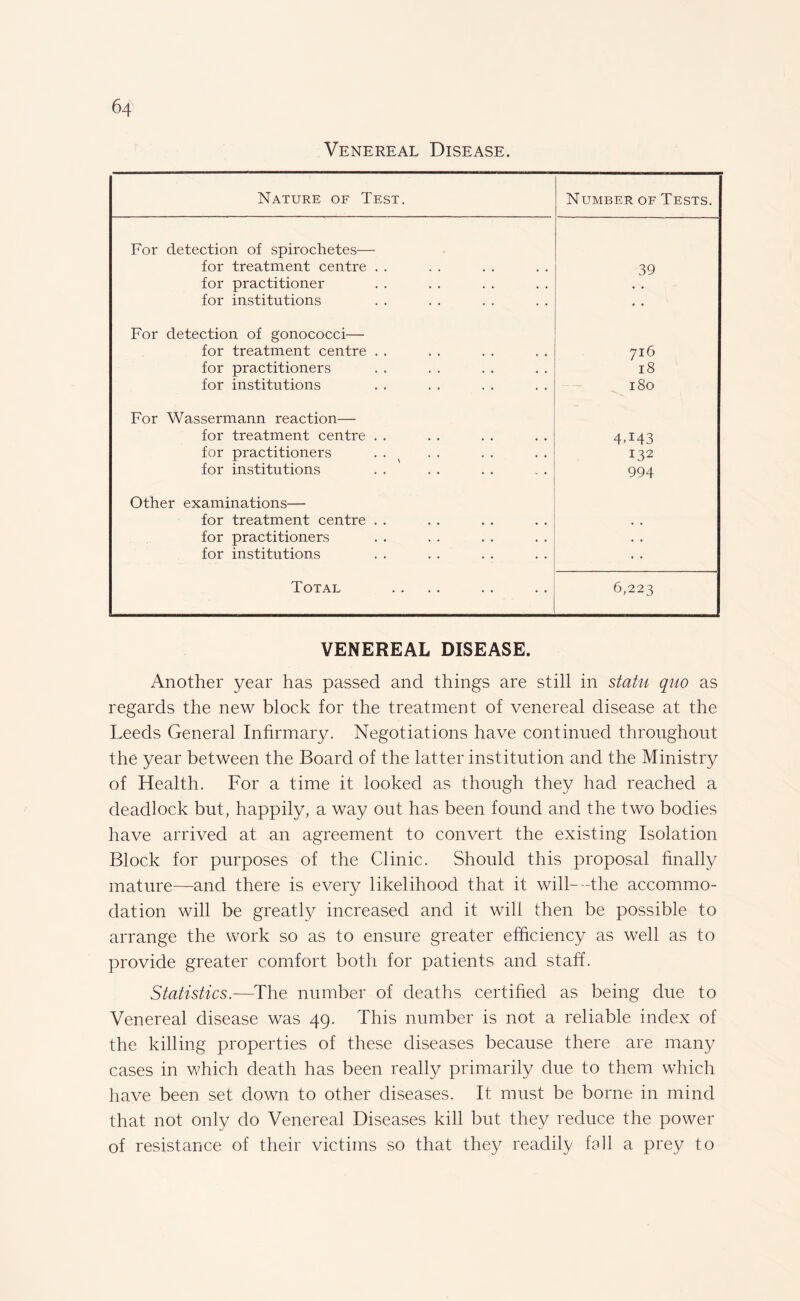 64
Venereal Disease.
Nature of Test. Number of Tests.
For detection of spirochetes—
for treatment centre . . . . . . . . 39
for practitioner . . . . . . . . . .
for institutions . . . . . . . . . .
For detection of gonococci—
for treatment centre . . . . . . . . 716
for practitioners . . . . . . . . 18
for institutions . . . . . . . . 180
For Wassermann reaction—
for treatment centre . . . . . . . . 4,143
for practitioners . . . . . . . . 132
for institutions . . . . . . . . 994
Other examinations—
for treatment centre . . . . . . . . . .
for practitioners . . . . . . . . . .
for institutions . . . . . . . . . .
Total . . . . . . . . 6,223
VENEREAL DISEASE.
Another year has passed and things are still in statu quo as
regards the new block for the treatment of venereal disease at the
Leeds General Infirmary. Negotiations have continued throughout
the year between the Board of the latter institution and the Ministry
of Health. For a time it looked as though they had reached a
deadlock but, happily, a way out has been found and the two bodies
have arrived at an agreement to convert the existing Isolation
Block for purposes of the Clinic. Should this proposal finally
mature—and there is every likelihood that it will—the accommo-
dation will be greatly increased and it will then be possible to
arrange the work so as to ensure greater efficiency as well as to
provide greater comfort both for patients and staff.
Statistics.—The number of deaths certified as being due to
Venereal disease was 49. This number is not a reliable index of
the killing properties of these diseases because there are many
cases in which death has been really primarily due to them which
have been set down to other diseases. It must be borne in mind
that not only do Venereal Diseases kill but they reduce the power
of resistance of their victims so that they readily fall a prey to